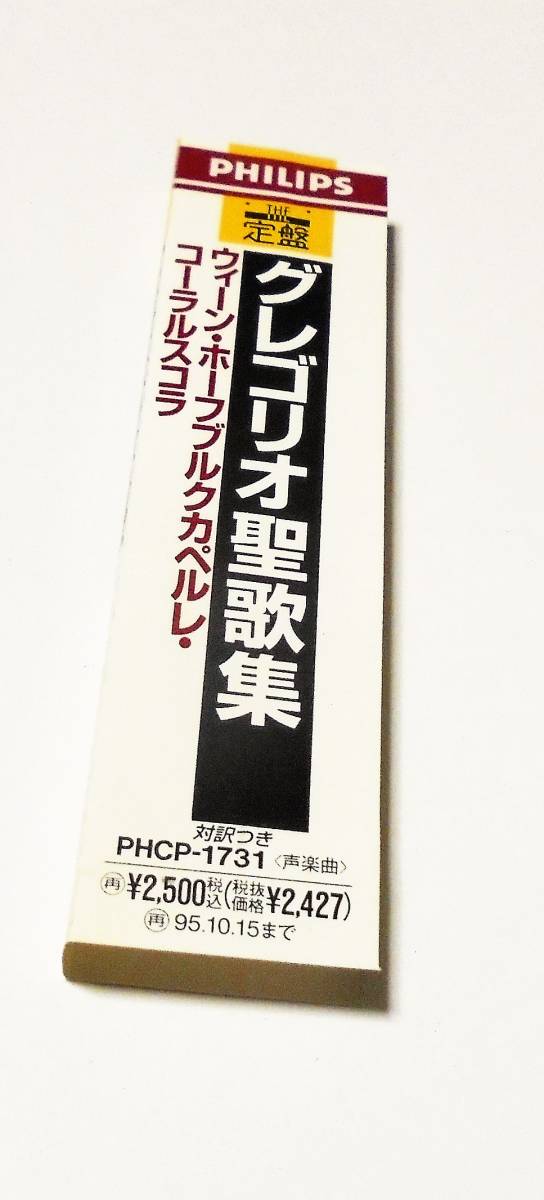 PHILIPS
THE
定盤
グレゴリオ聖歌集
ウィーン・ホーフブルクカペルレ・
コーラルスコラ
対訳つき
PHCP-1731〈声楽曲〉
再¥2,500税込(税抜価格¥2,427)
再95.10.15まで